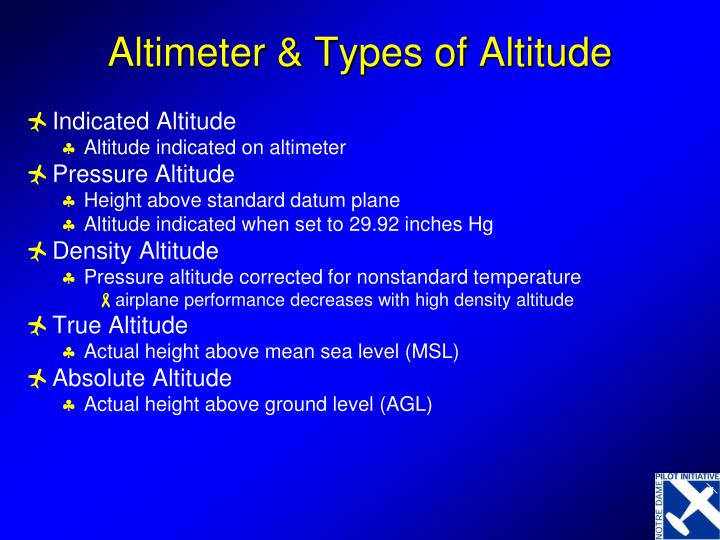 Altimeter & Types of Altitude
Indicated Altitude
Altitude indicated on altimeter
Pressure Altitude
Height above standard datum plane
Altitude indicated when set to 29.92 inches Hg
Density Altitude
Pressure altitude corrected for nonstandard temperature
airplane performance decreases with high density altitude
True Altitude
Actual height above mean sea level (MSL)
Absolute Altitude
Actual height above ground level (AGL)
PILOT INITIATIVE
NOTRE DAME